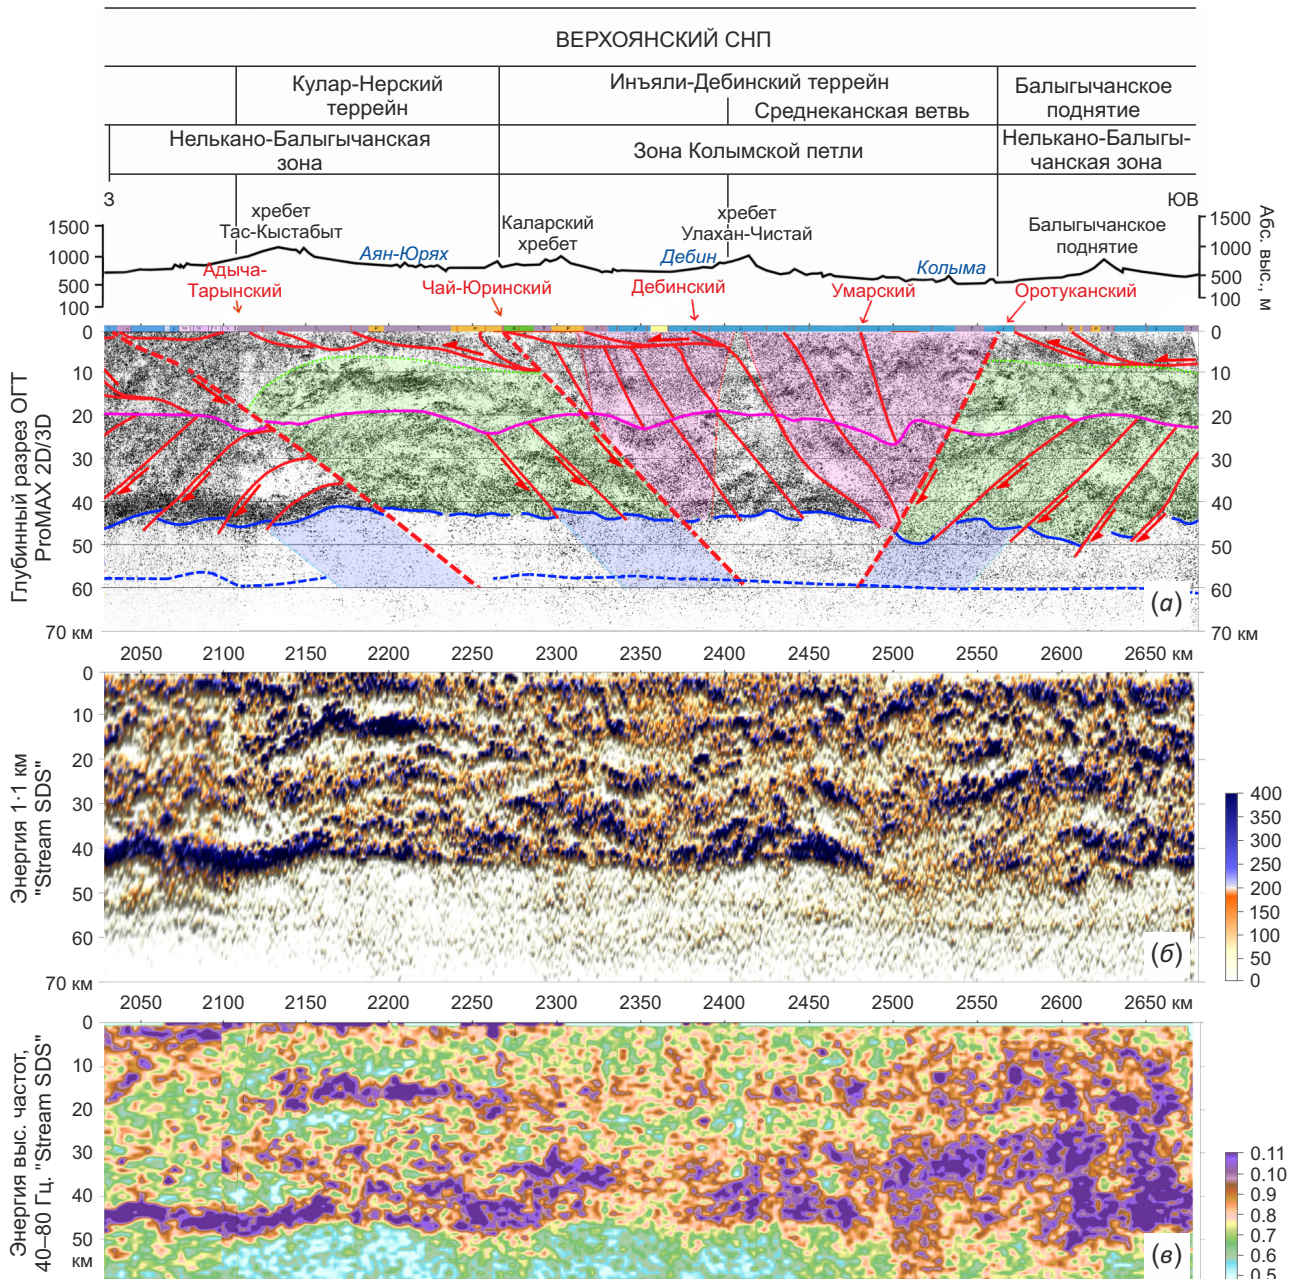 ВЕРХОЯНСКИЙ СНП
Кулар-Нерский
террейн
Инъяли-Дебинский террейн
Среднеканская ветвь
Балыгычанское
поднятие
Нелькано-Балыгычанская
зона
Зона Колымской петли
Нелькано-Балыгы-
чанская зона
З
ЮВ
1500
1000
500
100
хребет
Тас-Кыстабыт
Аян-Юрях
Каларский
хребет
Дебин
хребет
Улахан-Чистай
Колыма
Балыгычанское
поднятие
1500
1000
500
100
Абс. выс., м
Адыча-
Тарынский
Чай-Юринский
Дебинский
Умарский
Оротуканский
Глубинный разрез ОГТ
ProMAX 2D/3D
0
10
20
30
40
50
60
70 км
0
10
20
30
40
50
60
70 км
(а)
2050 2100 2150 2200 2250 2300 2350 2400 2450 2500 2550 2600 2650 км
Энергия 1·1 км
"Stream SDS"
0
10
20
30
40
50
60
70 км
(б)
400
350
300
250
200
150
100
50
0
2050 2100 2150 2200 2250 2300 2350 2400 2450 2500 2550 2600 2650 км
Энергия выс. частот,
40–80 Гц, "Stream SDS"
0
10
20
30
40
50
км
(в)
0.11
0.10
0.9
0.8
0.7
0.6
0.5